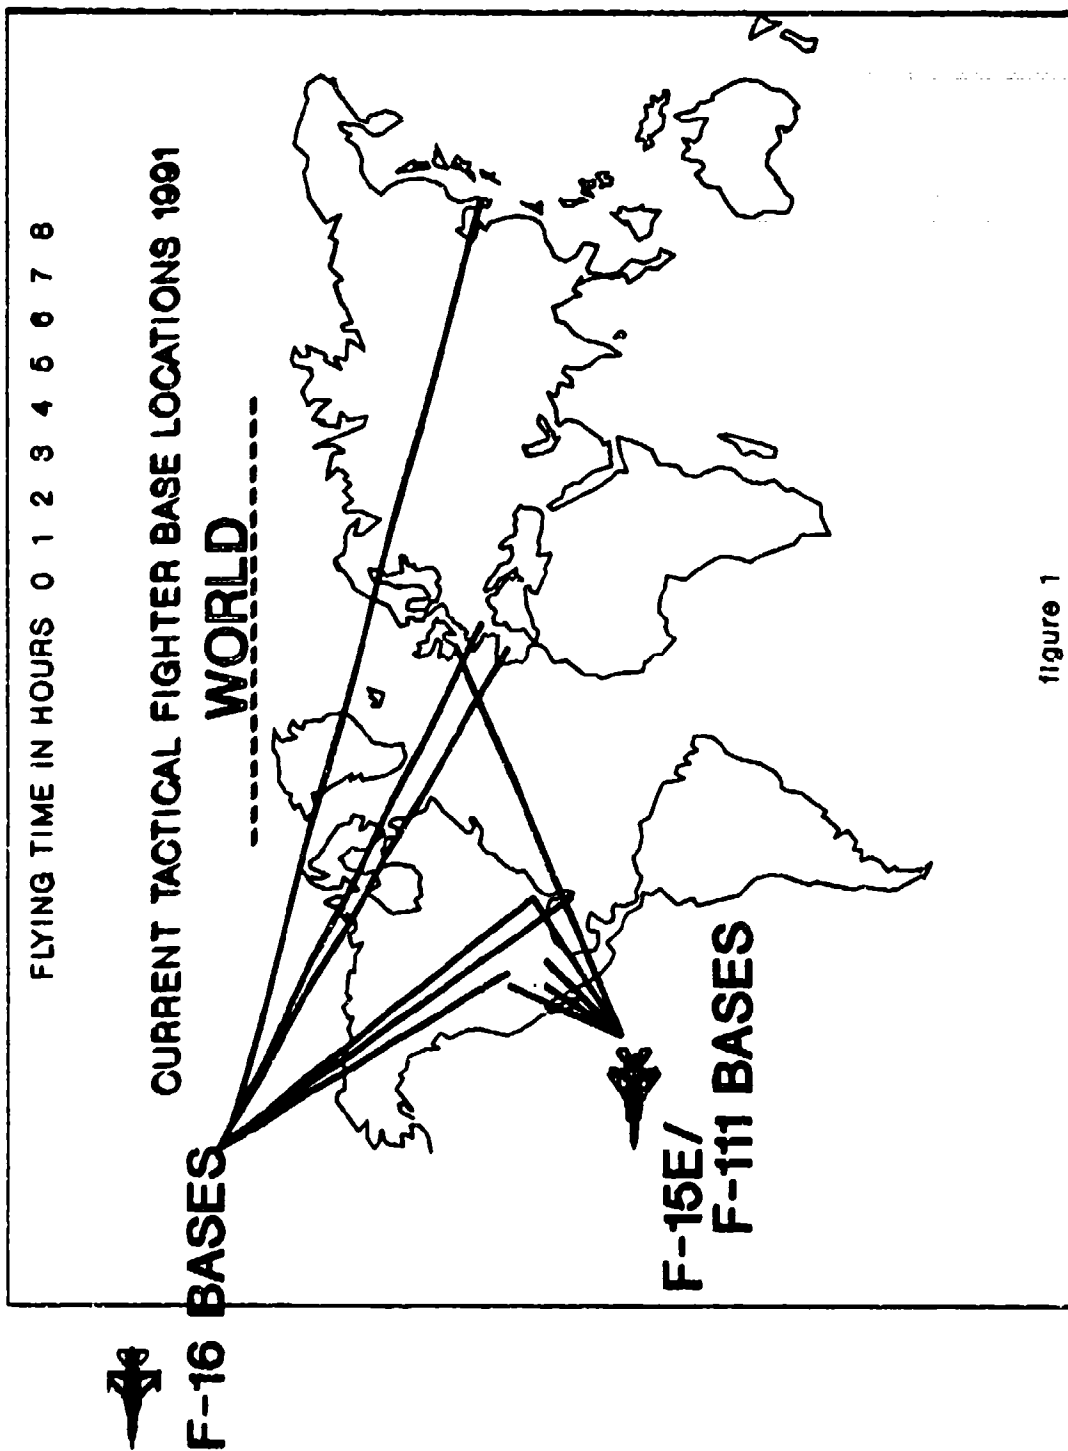 FLYING TIME IN HOURS 0 1 2 3 4 5 6 7 8
CURRENT TACTICAL FIGHTER BASE LOCATIONS 1991
WORLD
F-16 BASES
F-15E/
F-111 BASES
figure 1